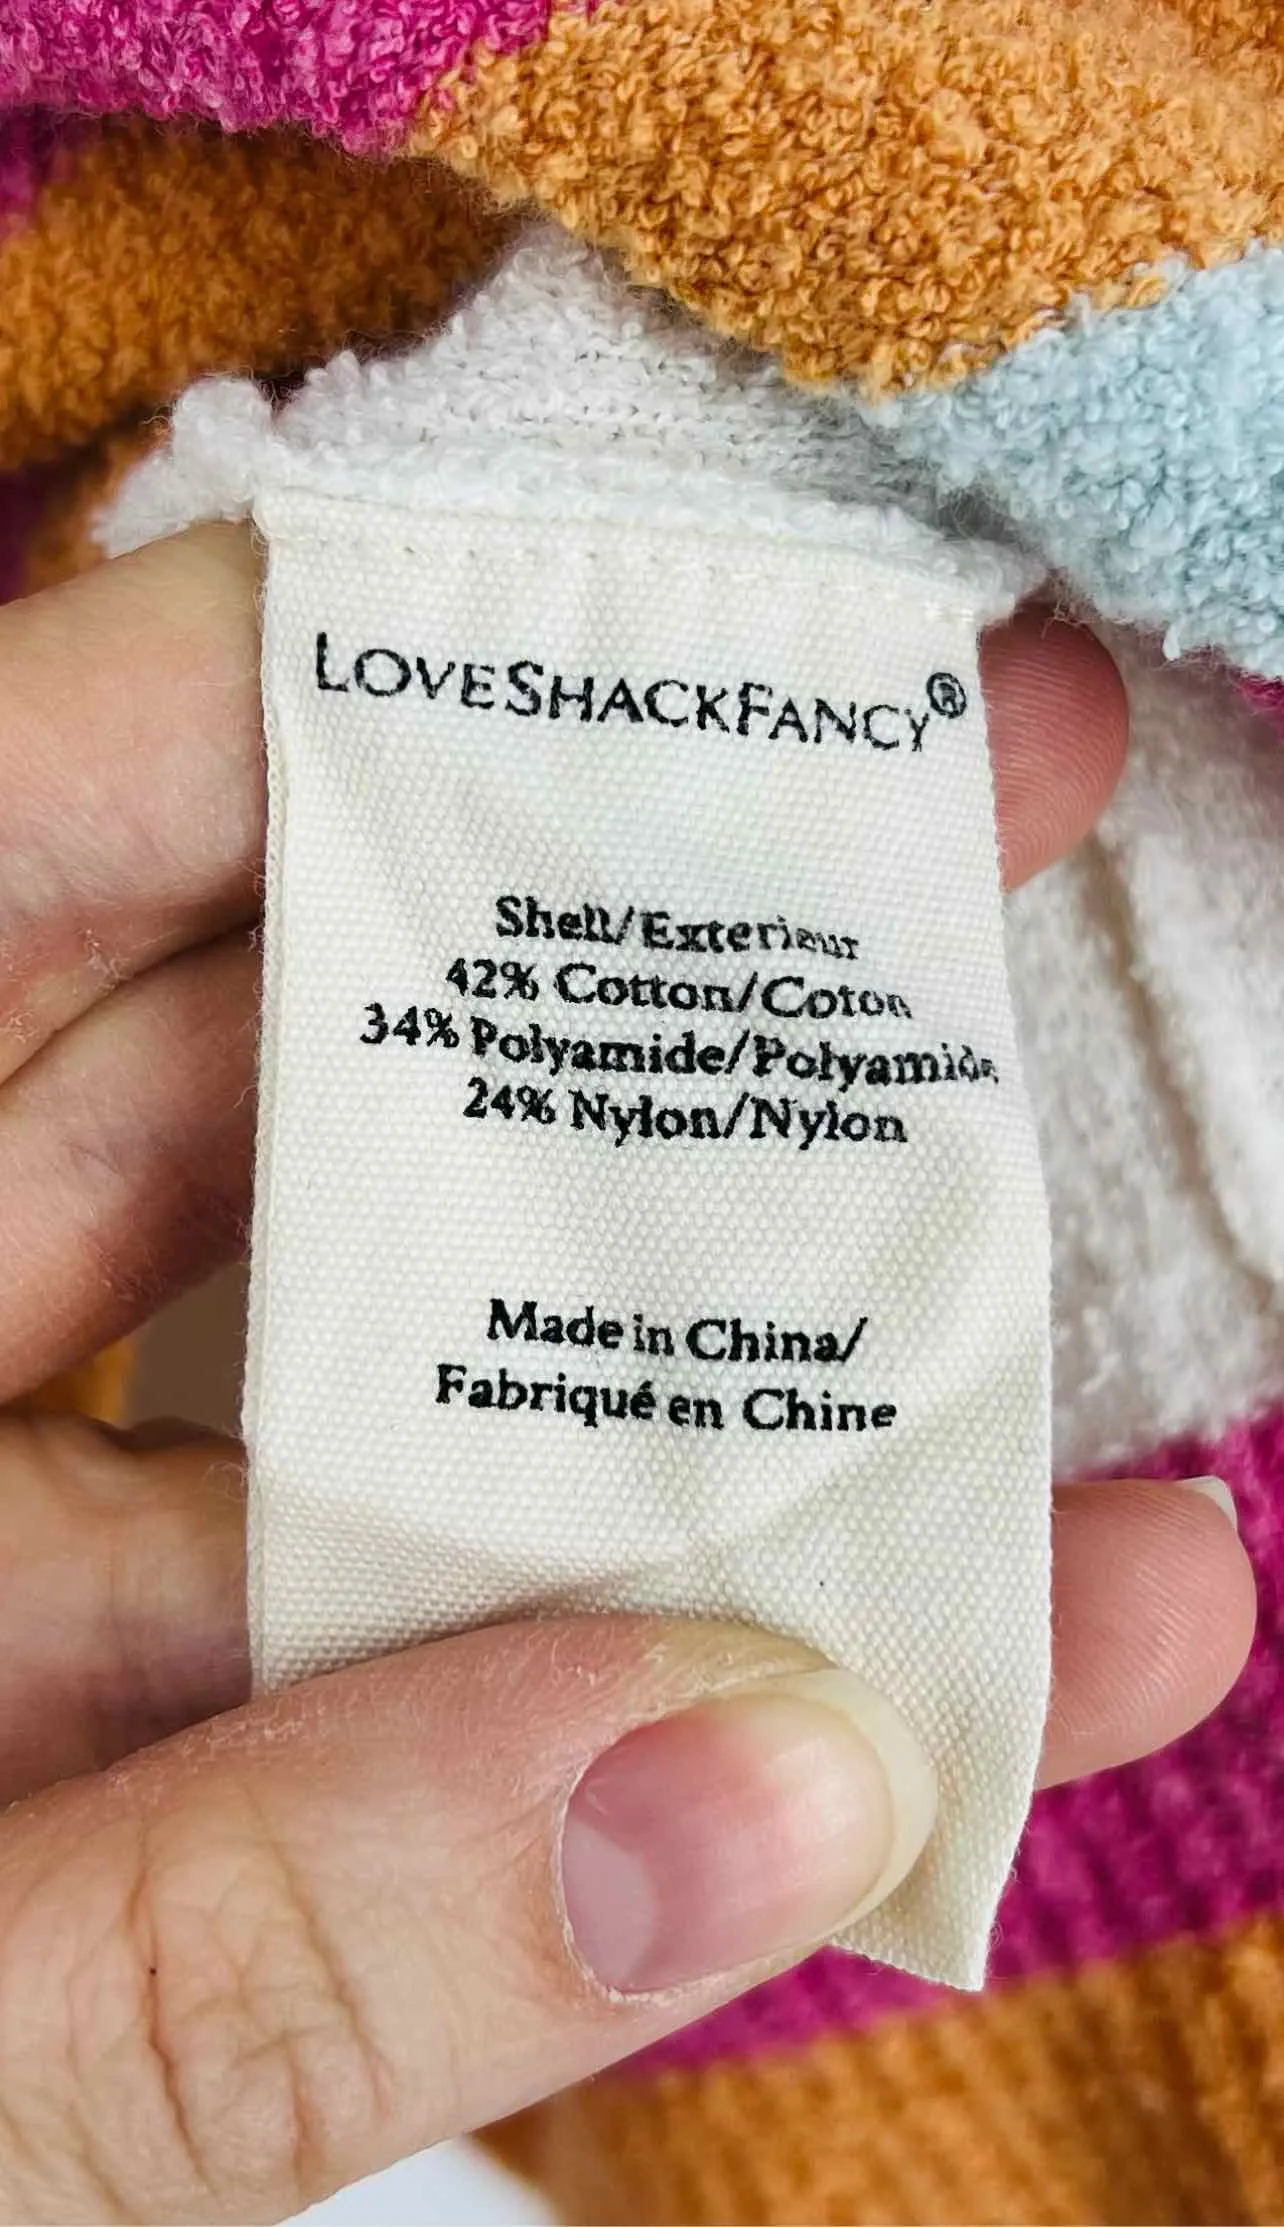 LOVESHACKFANCY®
Shell/Exterieur
42% Cotton/Coton
34% Polyamide/Polyamide
24% Nylon/Nylon
Made in China/
Fabriqué en Chine